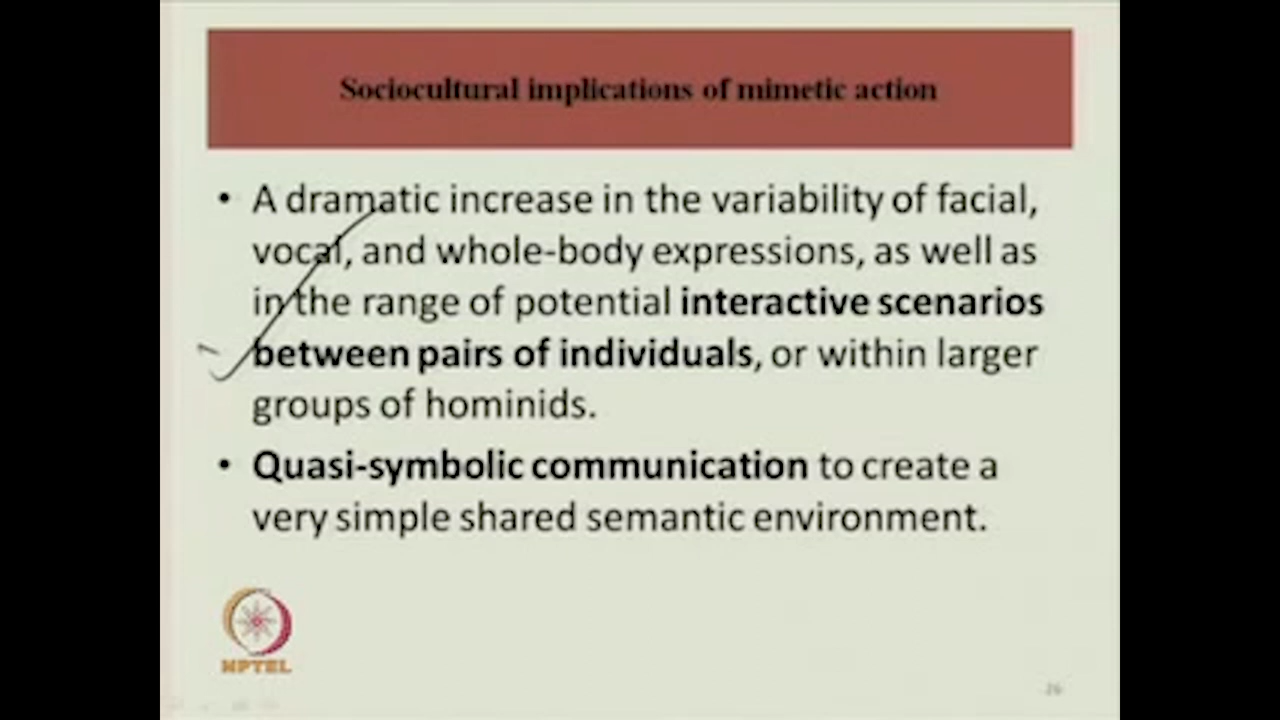 Sociocultural implications of mimetic action
• A dramatic increase in the variability of facial,
vocal, and whole-body expressions, as well as
in the range of potential interactive scenarios
between pairs of individuals, or within larger
groups of hominids.
• Quasi-symbolic communication to create a
very simple shared semantic environment.
NPTEL
26